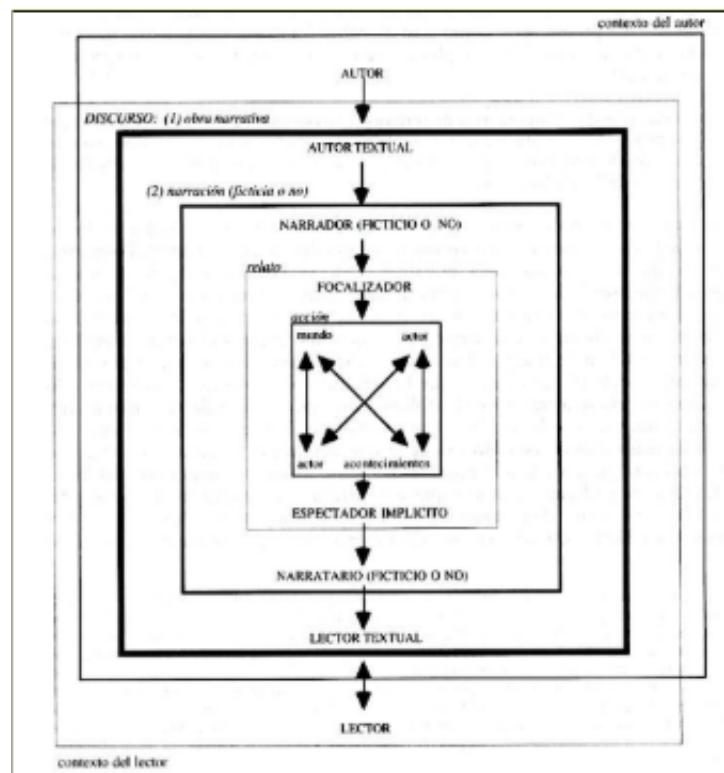 contexto del autor
AUTOR
DISCURSO: (1) obra narrativa
AUTOR TEXTUAL
(2) narración (ficticia o no)
NARRADOR (FICTICIO O NO)
relato
FOCALIZADOR
acción
mundo actor
actor acontecimientos
ESPECTADOR IMPLICITO
NARRATARIO (FICTICIO O NO)
LECTOR TEXTUAL
LECTOR
contexto del lector